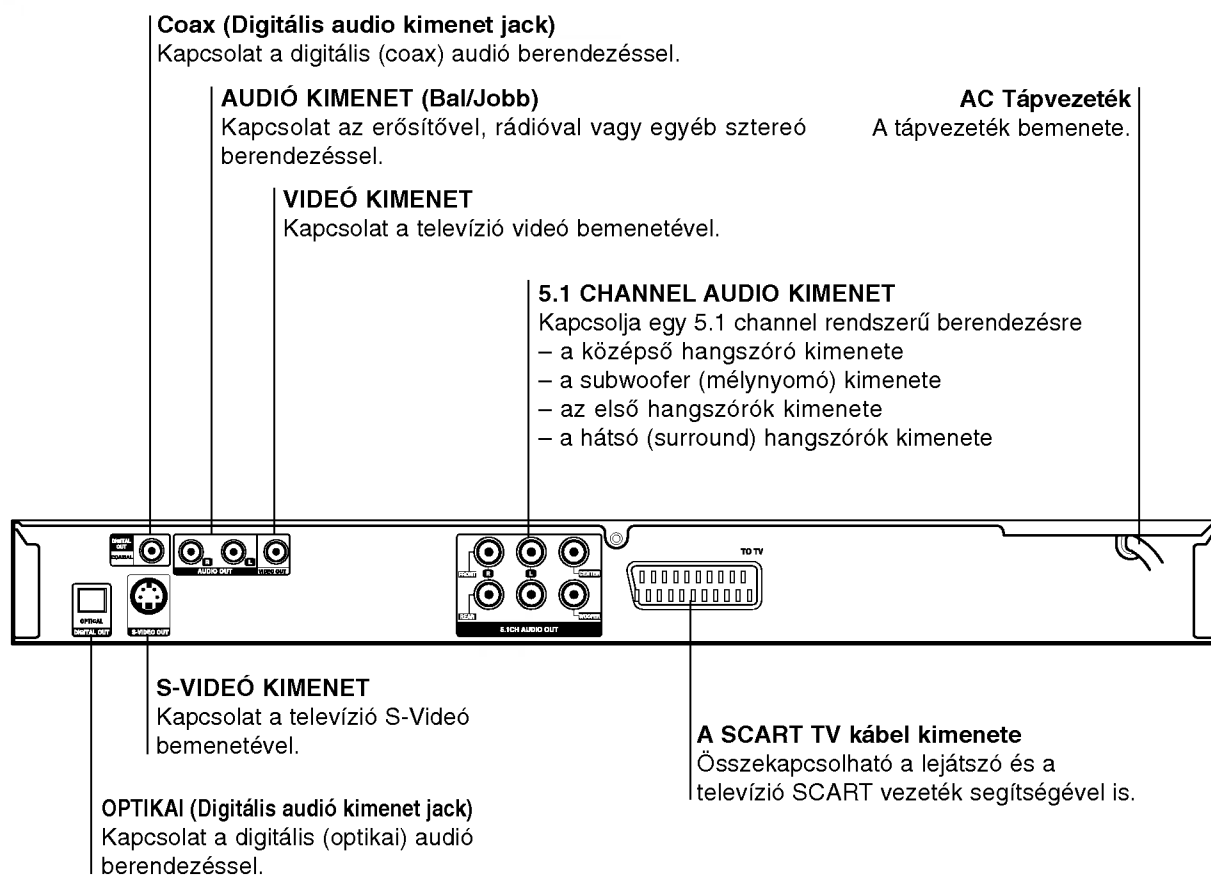 Coax (Digitális audio kimenet jack)
Kapcsolat a digitális (coax) audió berendezéssel.
AUDIÓ KIMENET (Bal/Jobb)
Kapcsolat az erősítővel, rádióval vagy egyéb sztereó
berendezéssel.
AC Tápvezeték
A tápvezeték bemenete.
VIDEÓ KIMENET
Kapcsolat a televízió videó bemenetével.
5.1 CHANNEL AUDIO KIMENET
Kapcsolja egy 5.1 channel rendszerű berendezésre
– a középső hangszóró kimenete
– a subwoofer (mélynyomó) kimenete
– az első hangszórók kimenete
– a hátsó (surround) hangszórók kimenete
DIGITAL
OUT
COAXIAL
R
L
AUDIO OUT
VIDEO OUT
OPTICAL
DIGITAL OUT
S-VIDEO OUT
FRONT
R
L
CENTER
REAR
WOOFER
5.1CH AUDIO OUT
TO TV
S-VIDEÓ KIMENET
Kapcsolat a televízió S-Videó
bemenetével.
A SCART TV kábel kimenete
Összekapcsolható a lejátszó és a
televízió SCART vezeték segítségével is.
OPTIKAI (Digitális audió kimenet jack)
Kapcsolat a digitális (optikai) audió
berendezéssel.